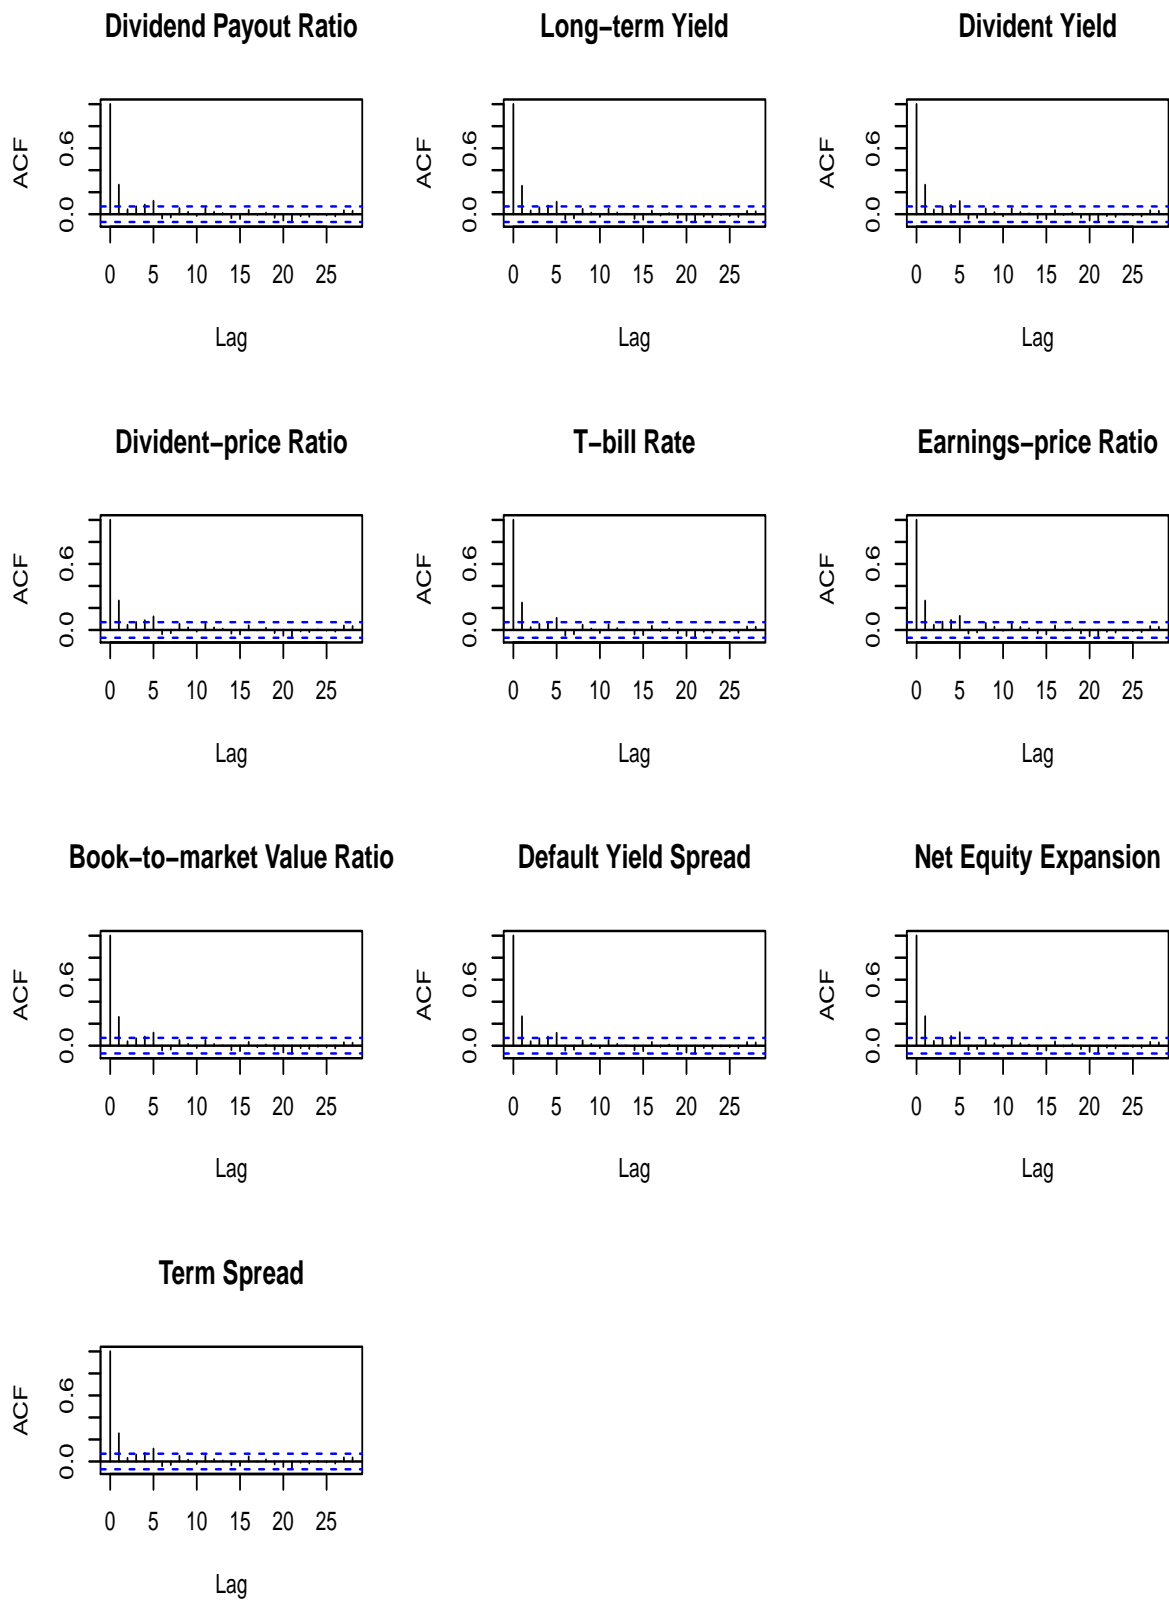 Dividend Payout Ratio
ACF
0.0 0.6
0 5 10 15 20 25
Lag
Long-term Yield
ACF
0.0 0.6
0 5 10 15 20 25
Lag
Divident Yield
ACF
0.0 0.6
0 5 10 15 20 25
Lag
Divident-price Ratio
ACF
0.0 0.6
0 5 10 15 20 25
Lag
T-bill Rate
ACF
0.0 0.6
0 5 10 15 20 25
Lag
Earnings-price Ratio
ACF
0.0 0.6
0 5 10 15 20 25
Lag
Book-to-market Value Ratio
ACF
0.0 0.6
0 5 10 15 20 25
Lag
Default Yield Spread
ACF
0.0 0.6
0 5 10 15 20 25
Lag
Net Equity Expansion
ACF
0.0 0.6
0 5 10 15 20 25
Lag
Term Spread
ACF
0.0 0.6
0 5 10 15 20 25
Lag